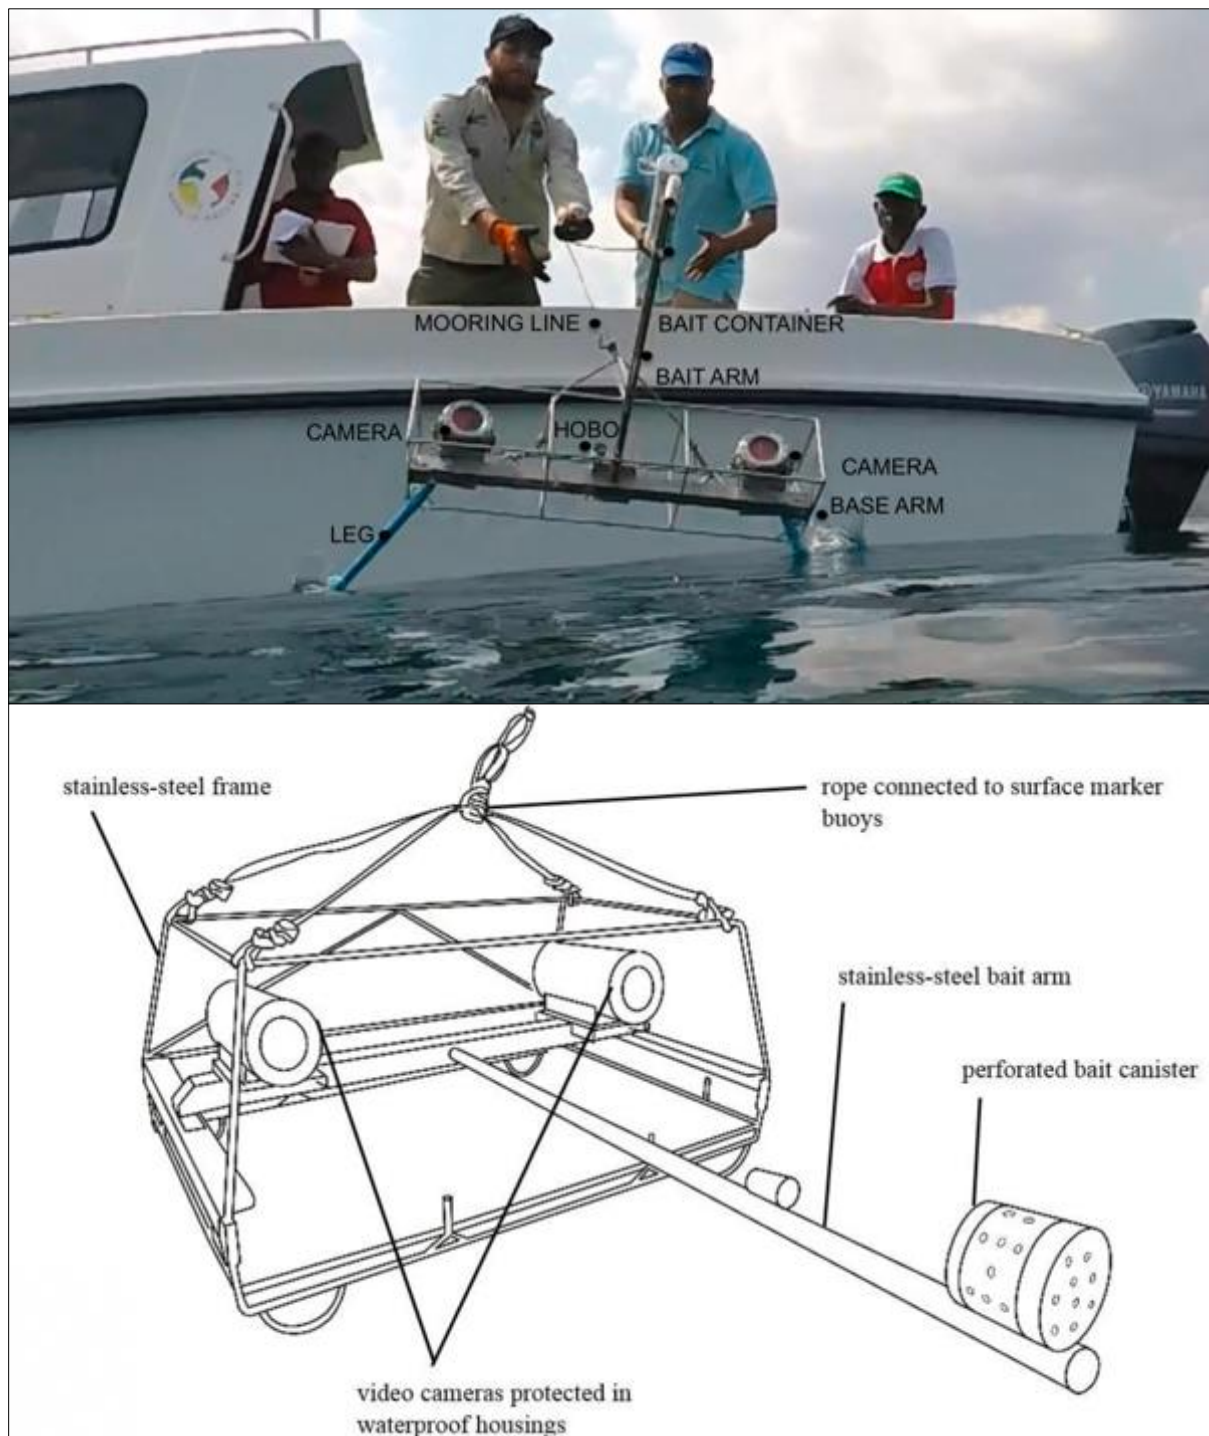 MOORING LINE
BAIT CONTAINER
BAIT ARM
CAMERA
HOBO
CAMERA
BASE ARM
LEG
YAMAHA
stainless-steel frame
rope connected to surface marker
buoys
stainless-steel bait arm
perforated bait canister
video cameras protected in
waterproof housings